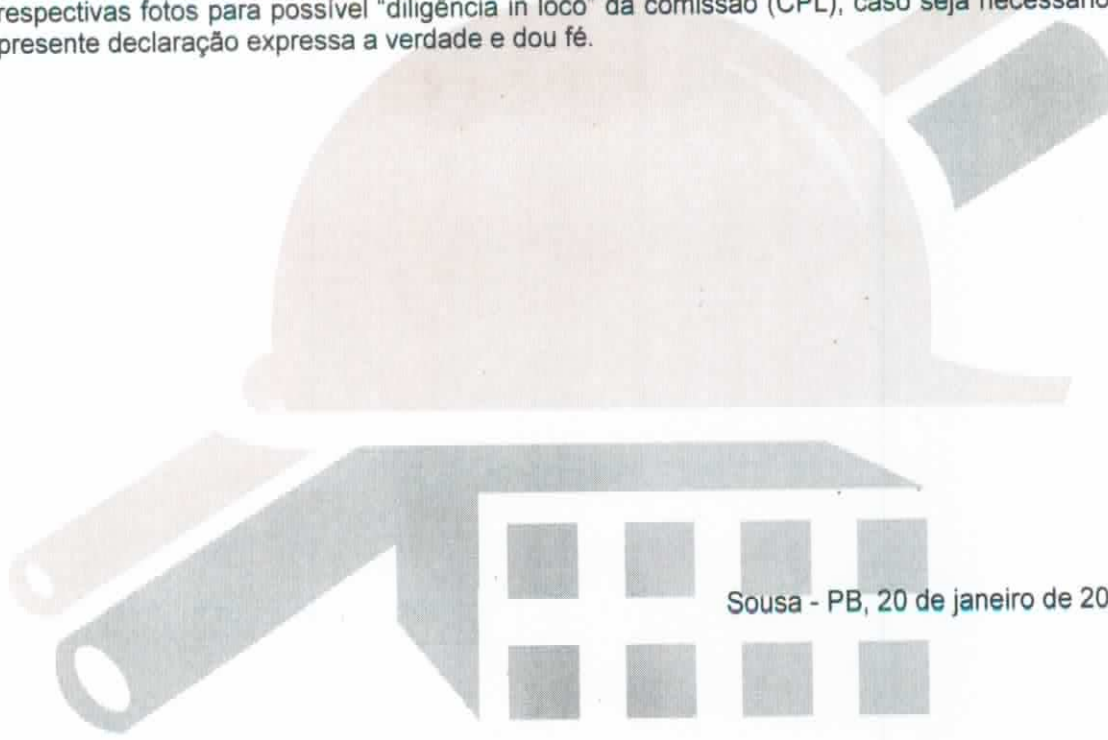 respectivas fotos para possível "diligência in loco" da comissão (CPL), caso seja necessário
presente declaração expressa a verdade e dou fé.
Sousa - PB, 20 de janeiro de 20